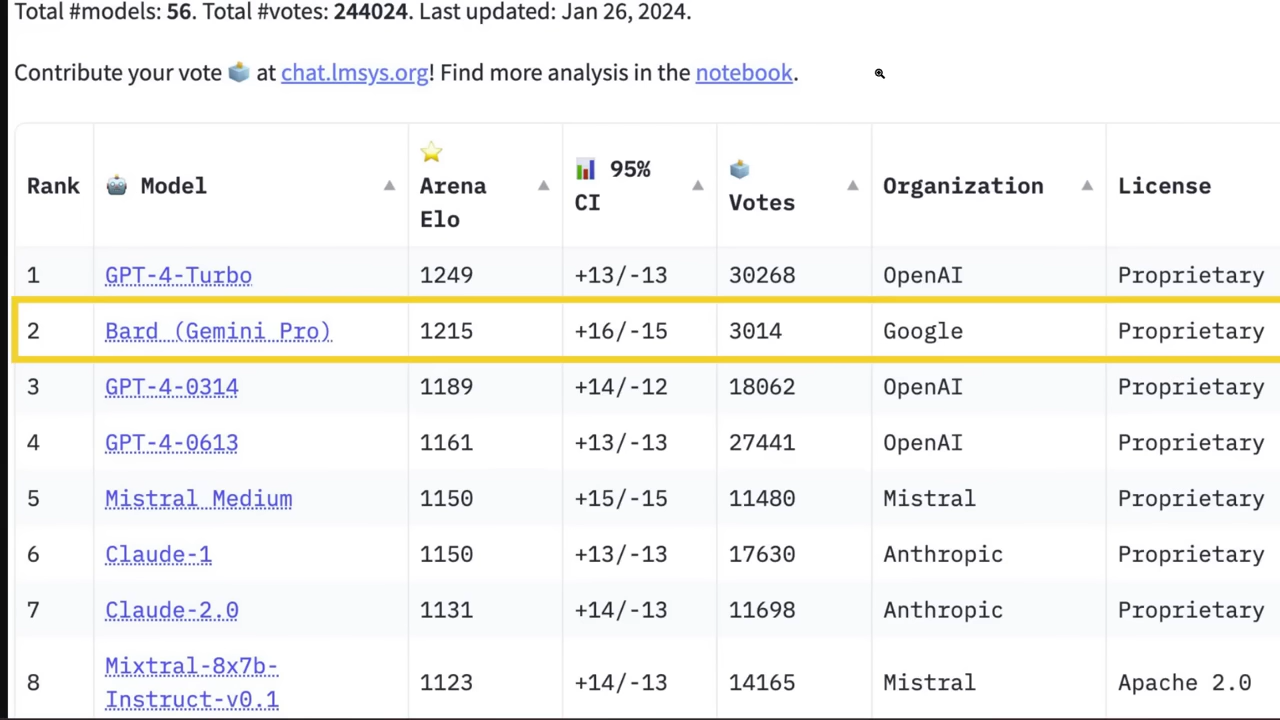 Total #models: 56. Total #votes: 244024. Last updated: Jan 26, 2024.
Contribute your vote 🗳️ at chat.lmsys.org! Find more analysis in the notebook.
Rank 🤖 Model ⭐ Arena Elo 📊 95% CI 🗳️ Votes Organization License
1 GPT-4-Turbo 1249 +13/-13 30268 OpenAI Proprietary
2 Bard (Gemini Pro) 1215 +16/-15 3014 Google Proprietary
3 GPT-4-0314 1189 +14/-12 18062 OpenAI Proprietary
4 GPT-4-0613 1161 +13/-13 27441 OpenAI Proprietary
5 Mistral Medium 1150 +15/-15 11480 Mistral Proprietary
6 Claude-1 1150 +13/-13 17630 Anthropic Proprietary
7 Claude-2.0 1131 +14/-13 11698 Anthropic Proprietary
8 Mixtral-8x7b-Instruct-v0.1 1123 +14/-13 14165 Mistral Apache 2.0